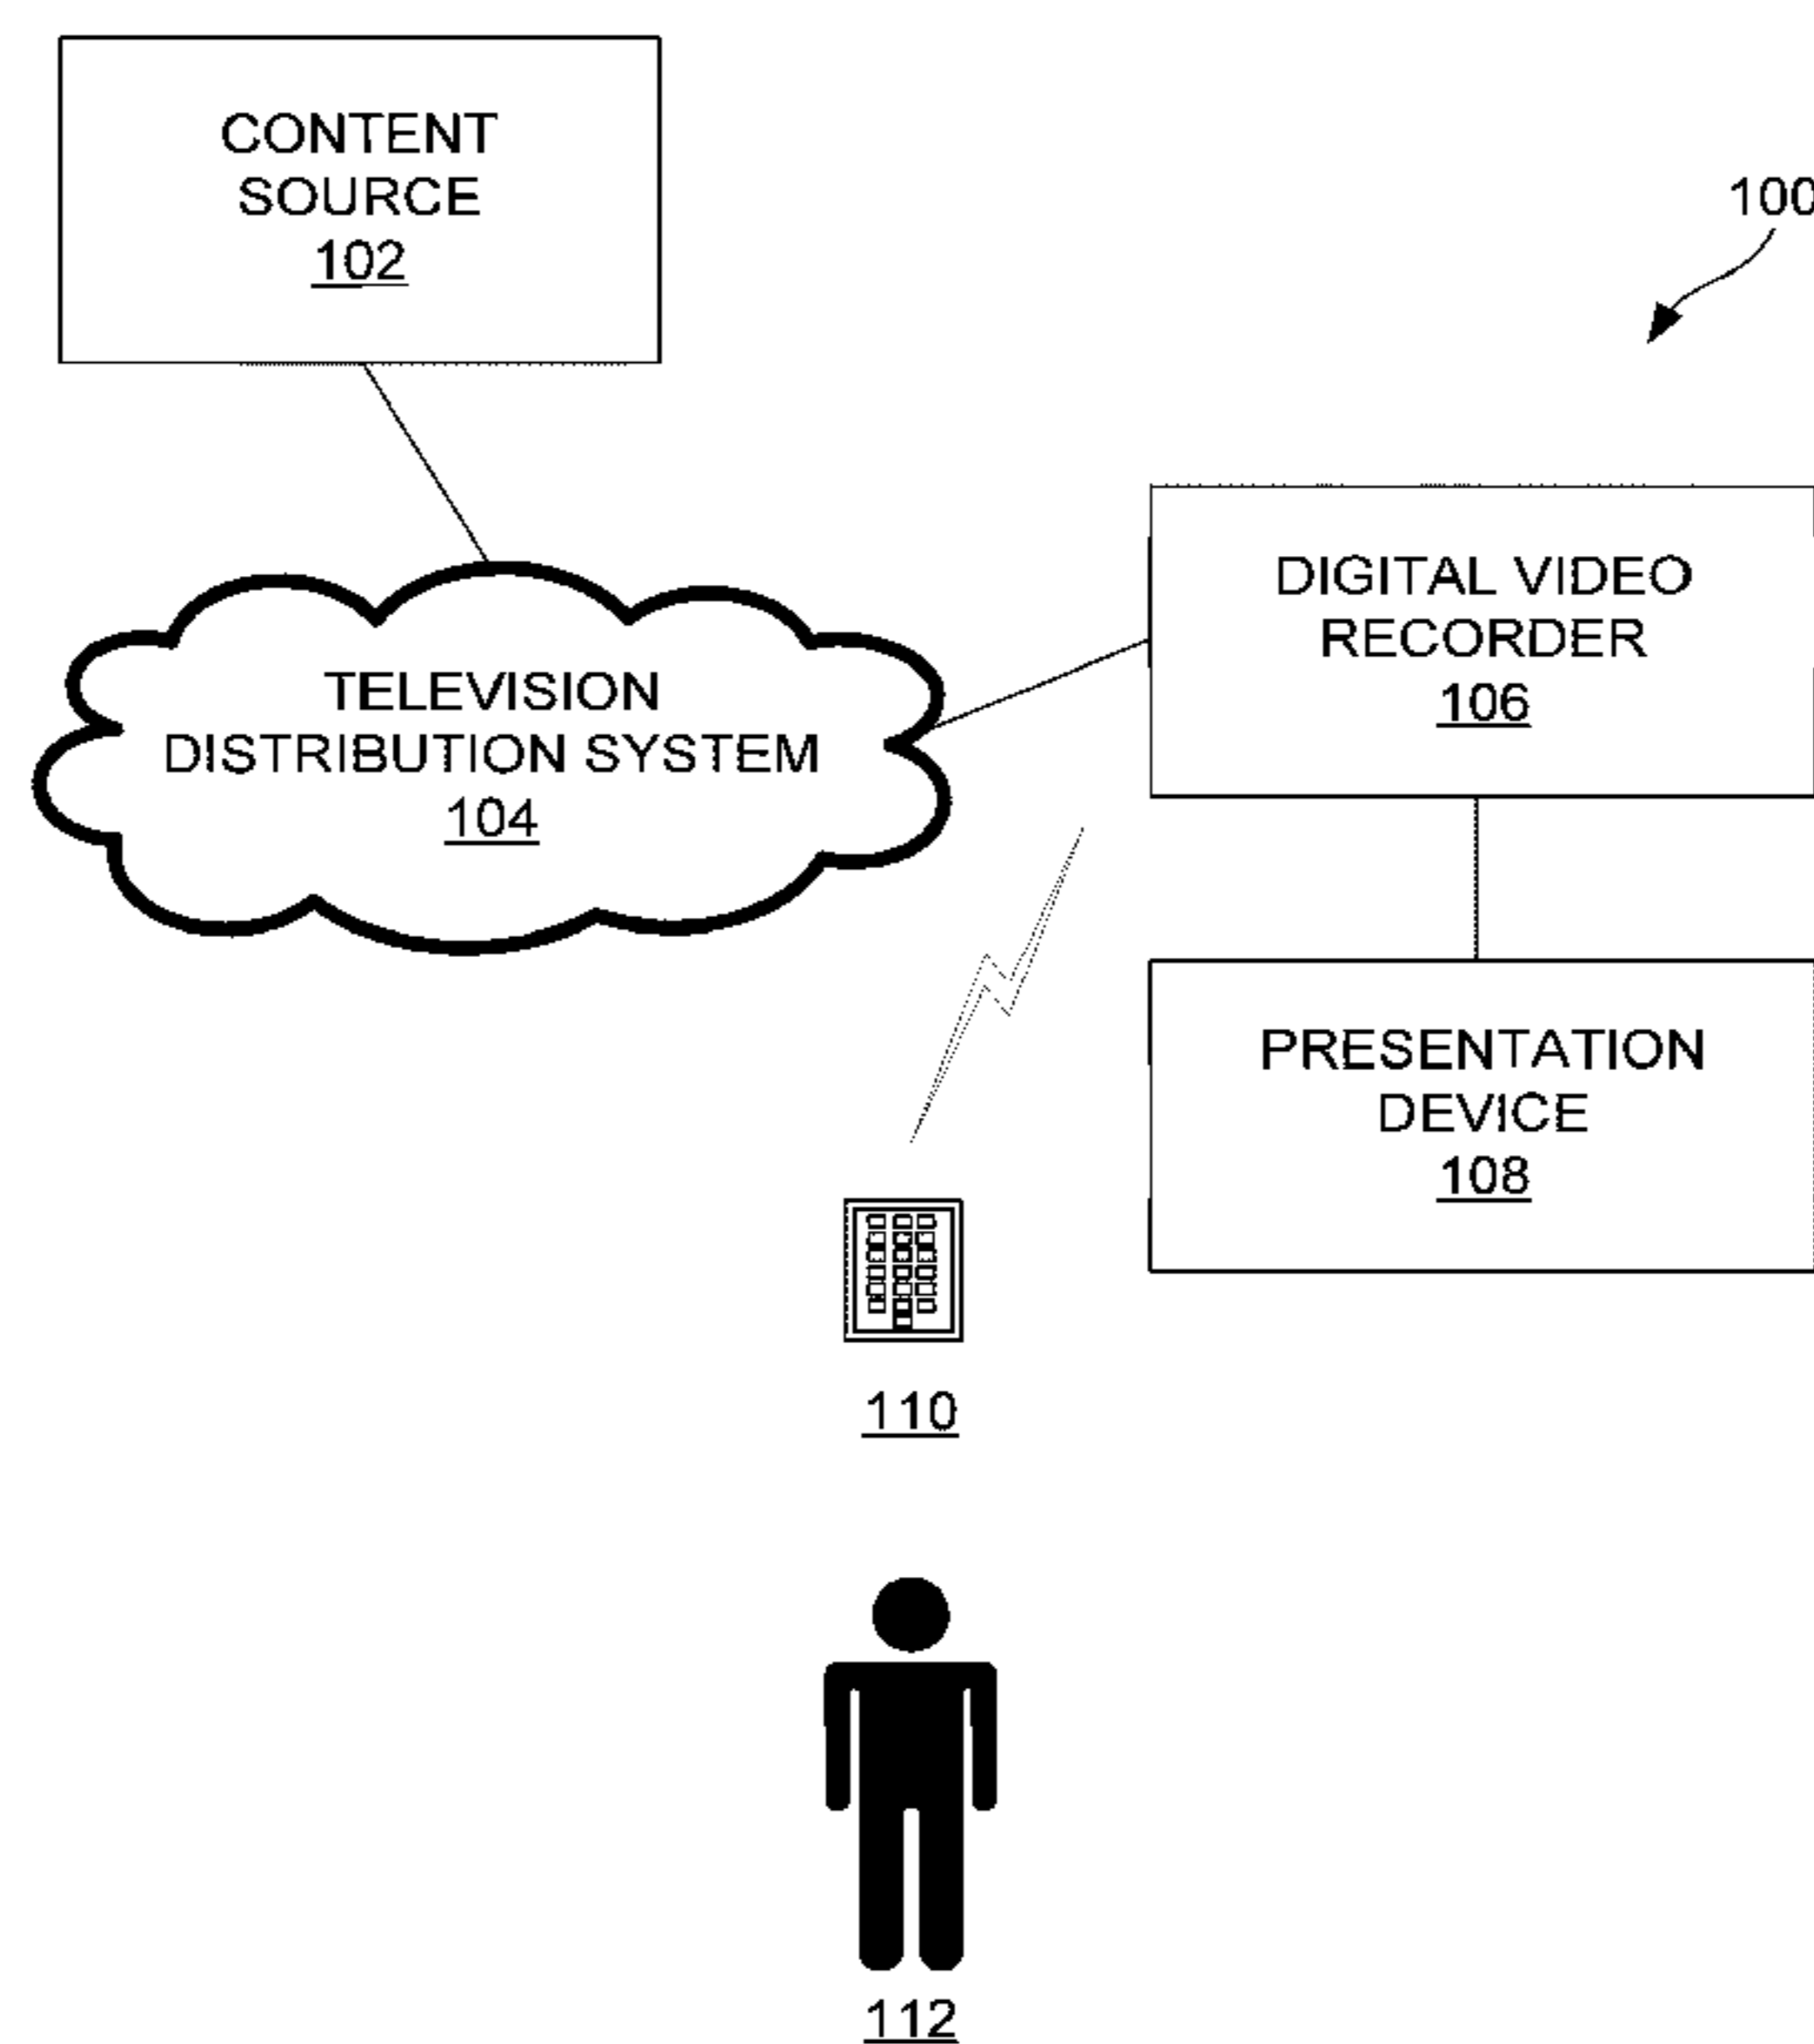 CONTENT
SOURCE
102
100
DIGITAL VIDEO
RECORDER
106
TELEVISION
DISTRIBUTION SYSTEM
104
PRESENTATION
DEVICE
108
110
112